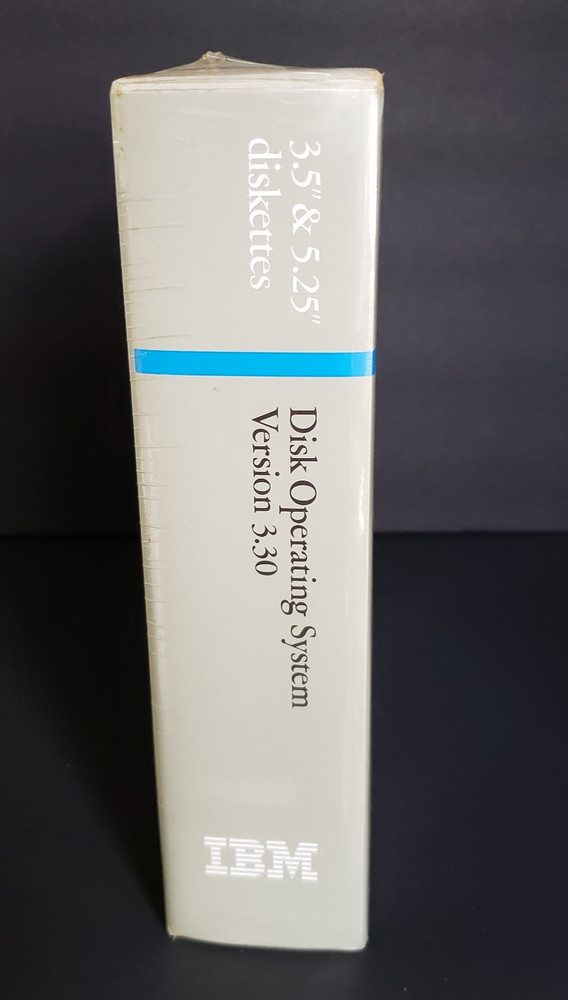 3.5" & 5.25"
diskettes
Disk Operating System
Version 3.30
IBM